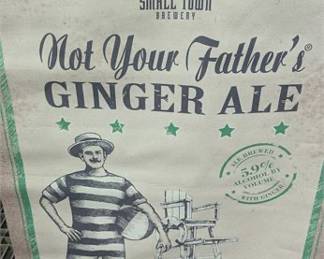 SMALL TOWN
BREWERY
Not Your Father's®
GINGER ALE
ALE BREWED
5.9%
ALCOHOL BY
VOLUME
WITH GINGER